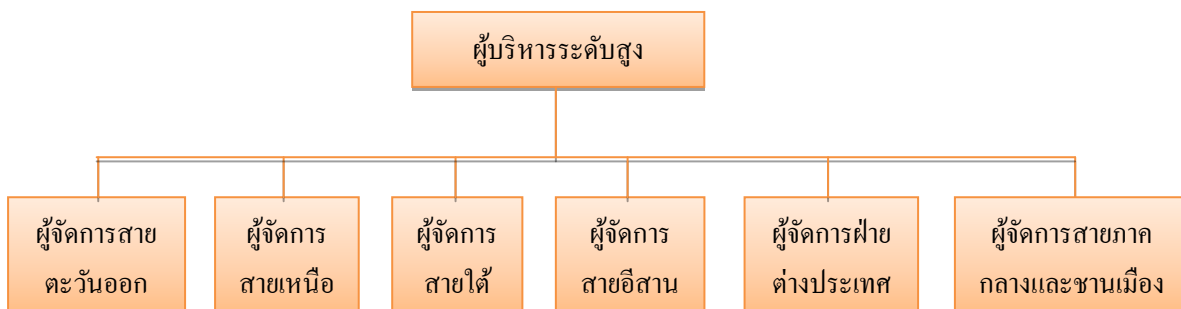 ผู้บริหารระดับสูง
ผู้จัดการสาย
ตะวันออก
ผู้จัดการ
สายเหนือ
ผู้จัดการ
สายใต้
ผู้จัดการ
สายอีสาน
ผู้จัดการฝ่าย
ต่างประเทศ
ผู้จัดการสายภาค
กลางและชานเมือง